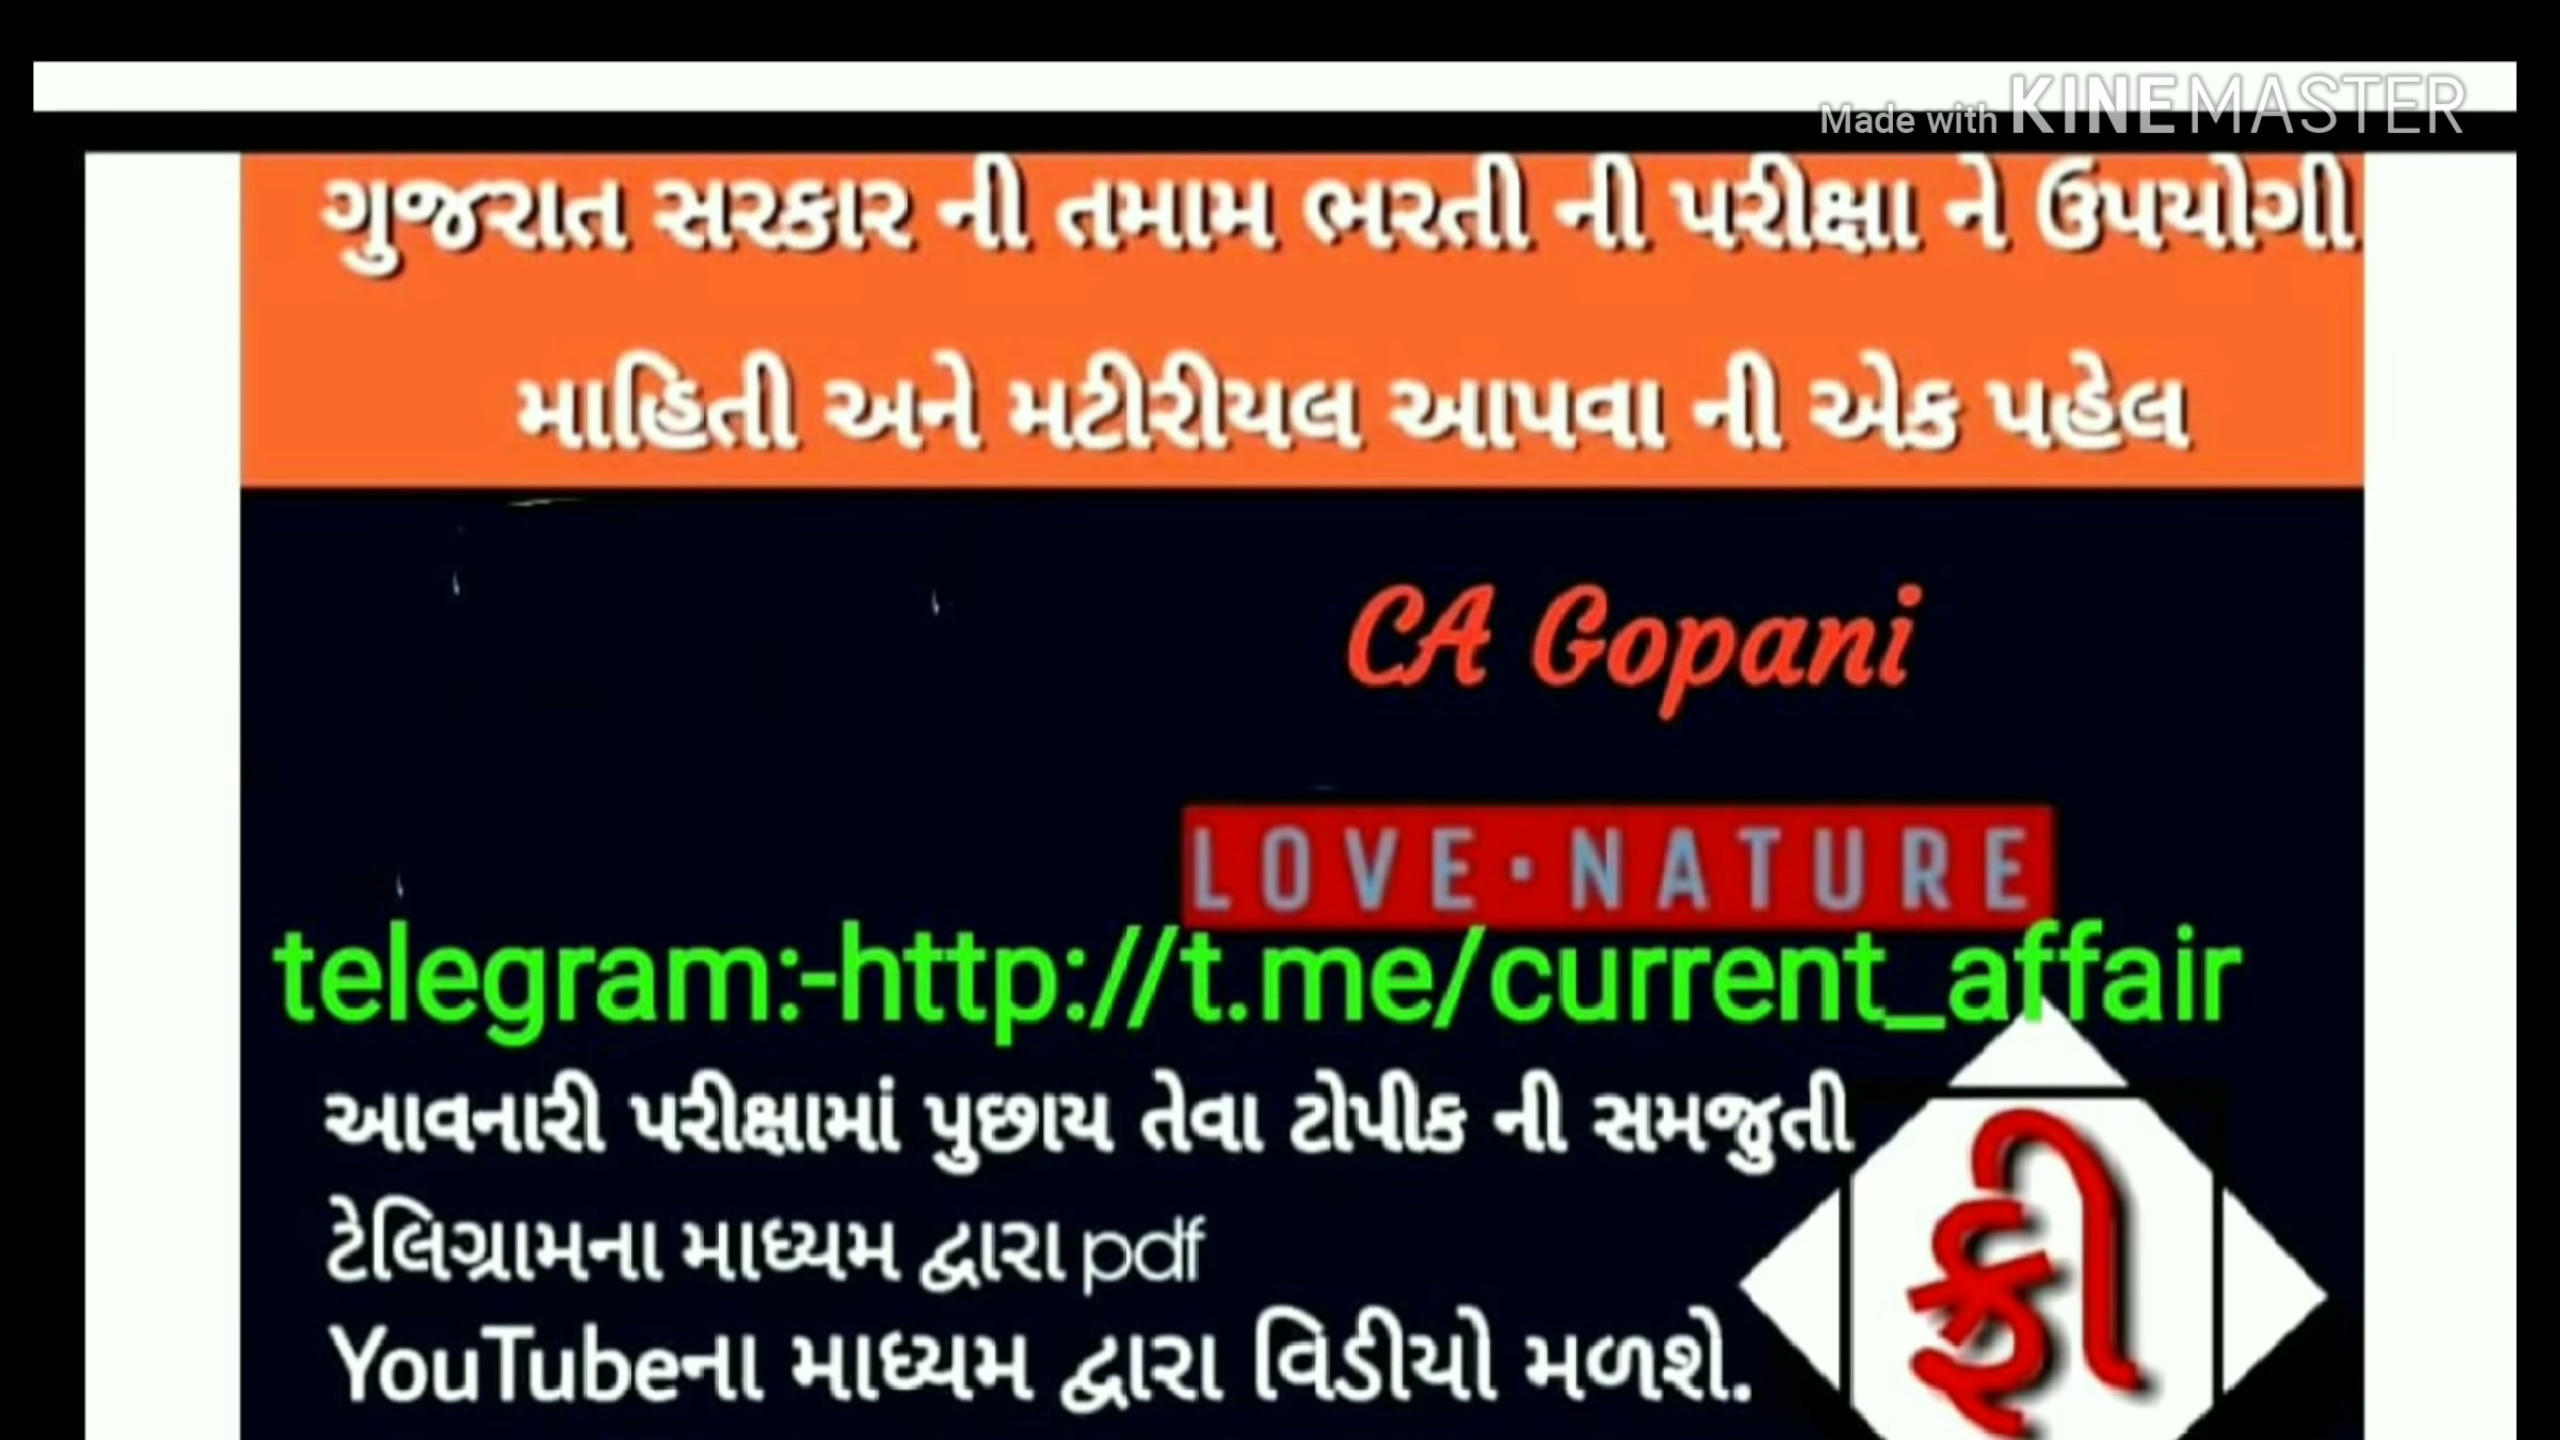 Made with KINEMASTER
ગુજરાત સરકાર ની તમામ ભરતી ની પરીક્ષા ને ઉપયોગી
માહિતી અને મટીરીયલ આપવા ની એક પહેલ
CA Gopani
LOVE·NATURE
telegram:-http://t.me/current_affair
આવનારી પરીક્ષામાં પુછાય તેવા ટોપીક ની સમજુતી
ટેલિગ્રામના માધ્યમ દ્વારા pdf
YouTubeના માધ્યમ દ્વારા વિડીયો મળશે.
ફ્રી